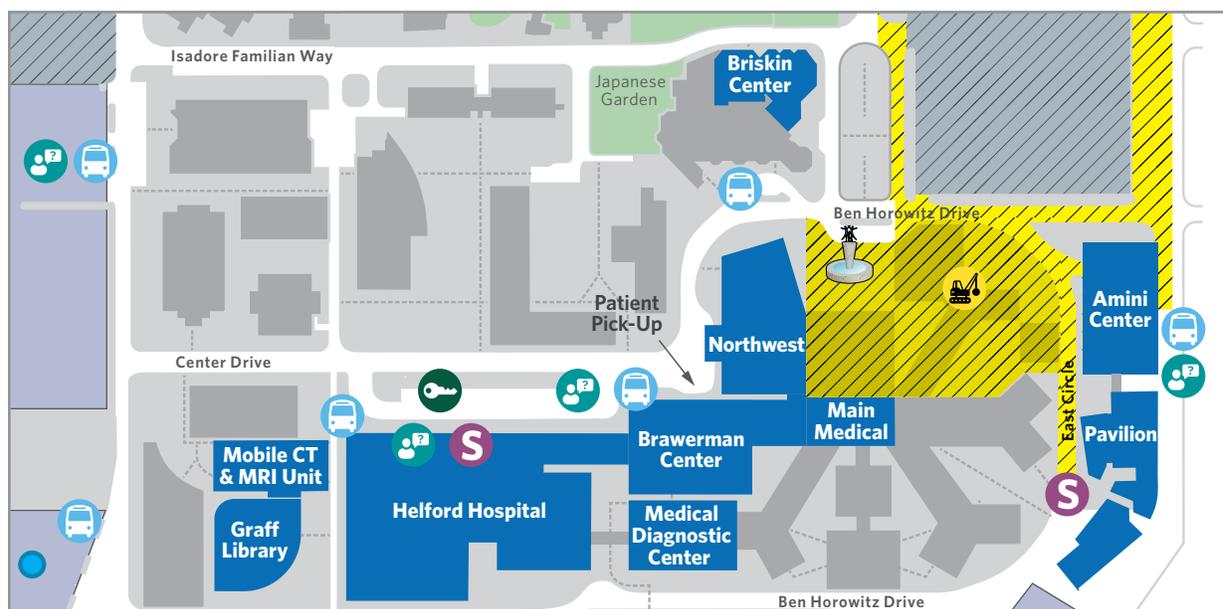 Isadore Familian Way
Briskin
Center
Japanese
Garden
?
Ben Horowitz Drive
Patient
Pick-Up
Amini
Center
Northwest
Center Drive
?
?
East Circle
Main
Medical
Pavilion
?
S
Brawerman
Center
Mobile CT
& MRI Unit
S
Helford Hospital
Graff
Library
Medical
Diagnostic
Center
Ben Horowitz Drive